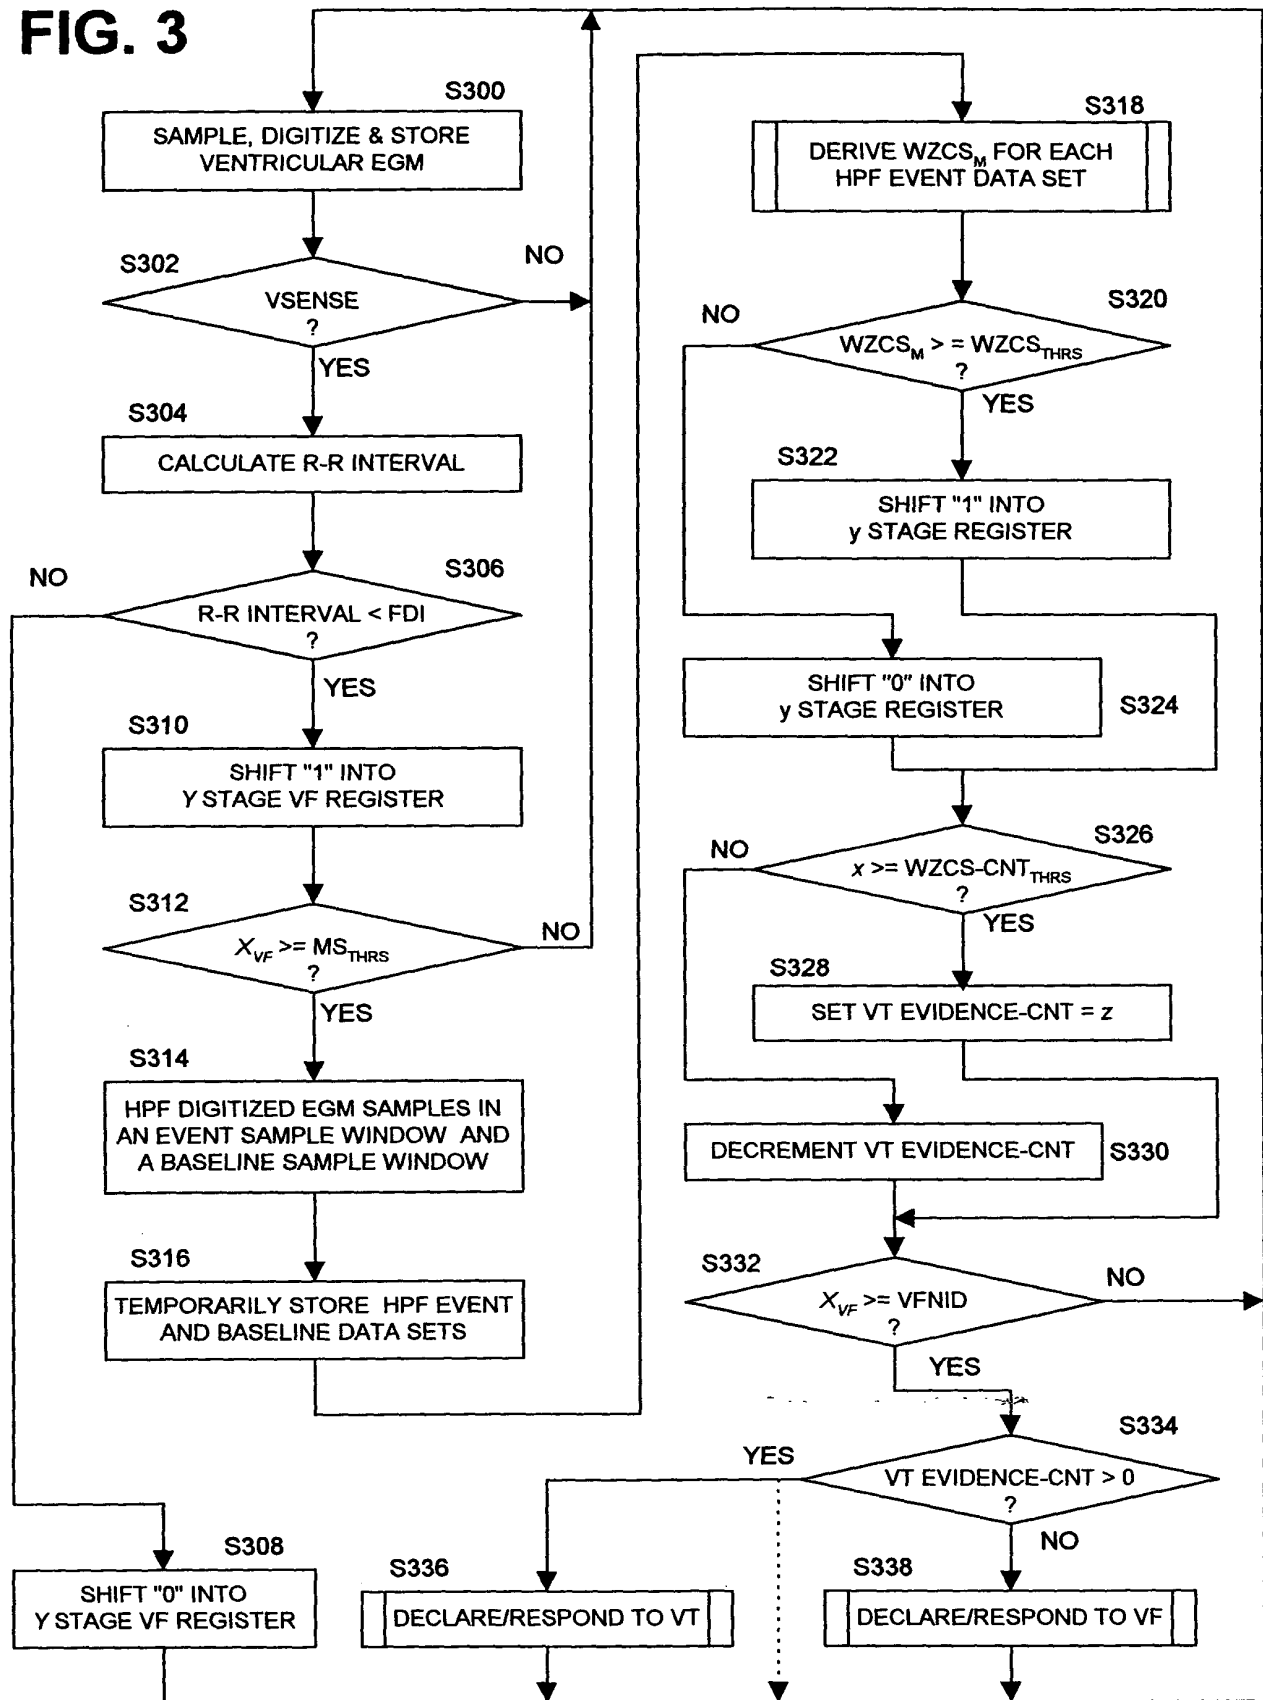 FIG. 3
S300
SAMPLE, DIGITIZE & STORE
VENTRICULAR EGM
S302
NO
VSENSE
?
YES
S304
CALCULATE R-R INTERVAL
NO
S306
R-R INTERVAL < FDI
?
YES
S310
SHIFT "1" INTO
Y STAGE VF REGISTER
S312
NO
X_VF >= MS_THRS
?
YES
S314
HPF DIGITIZED EGM SAMPLES IN
AN EVENT SAMPLE WINDOW AND
A BASELINE SAMPLE WINDOW
S316
TEMPORARILY STORE HPF EVENT
AND BASELINE DATA SETS
S308
SHIFT "0" INTO
Y STAGE VF REGISTER
S318
DERIVE WZCS_M FOR EACH
HPF EVENT DATA SET
S320
NO
WZCS_M > = WZCS_THRS
?
YES
S322
SHIFT "1" INTO
y STAGE REGISTER
SHIFT "0" INTO
y STAGE REGISTER
S324
S326
NO
x >= WZCS-CNT_THRS
?
YES
S328
SET VT EVIDENCE-CNT = z
DECREMENT VT EVIDENCE-CNT
S330
S332
NO
X_VF >= VFNID
?
YES
S334
YES
VT EVIDENCE-CNT > 0
?
NO
S336
DECLARE/RESPOND TO VT
S338
DECLARE/RESPOND TO VF